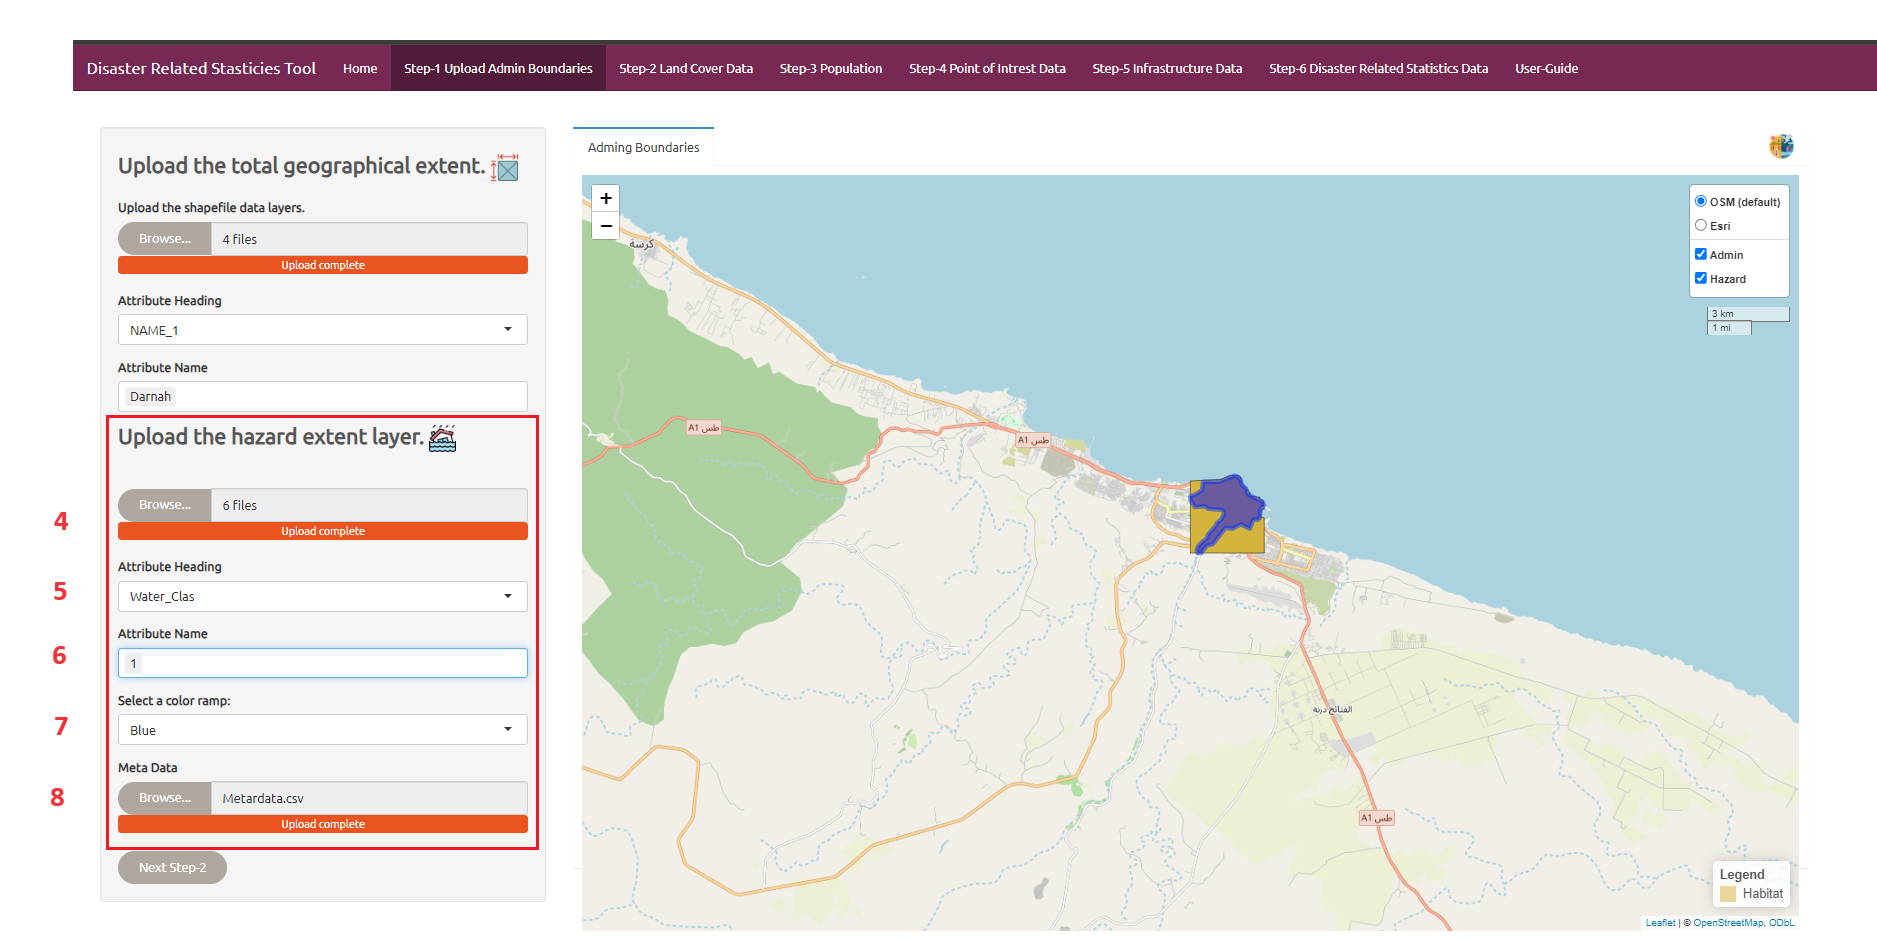 Disaster Related Stasticies Tool Home Step-1 Upload Admin Boundaries Step-2 Land Cover Data Step-3 Population Step-4 Point of Intrest Data Step-5 Infrastructure Data Step-6 Disaster Related Statistics Data User-Guide
Upload the total geographical extent.
Upload the shapefile data layers.
Browse... 4 files
Upload complete
Attribute Heading
NAME_1
Attribute Name
Darnah
Upload the hazard extent layer.
4
Browse... 6 files
Upload complete
Attribute Heading
5
Water_Clas
Attribute Name
6
1
Select a color ramp:
7
Blue
Meta Data
8
Browse... Metardata.csv
Upload complete
Next Step-2
Adming Boundaries
+
−
OSM (default)
Esri
Admin
Hazard
3 km
1 mi
كرسة
طس A1
طس A1
الفتائح درنه
طس A1
Legend
Habitat
Leaflet | © OpenStreetMap, ODbL